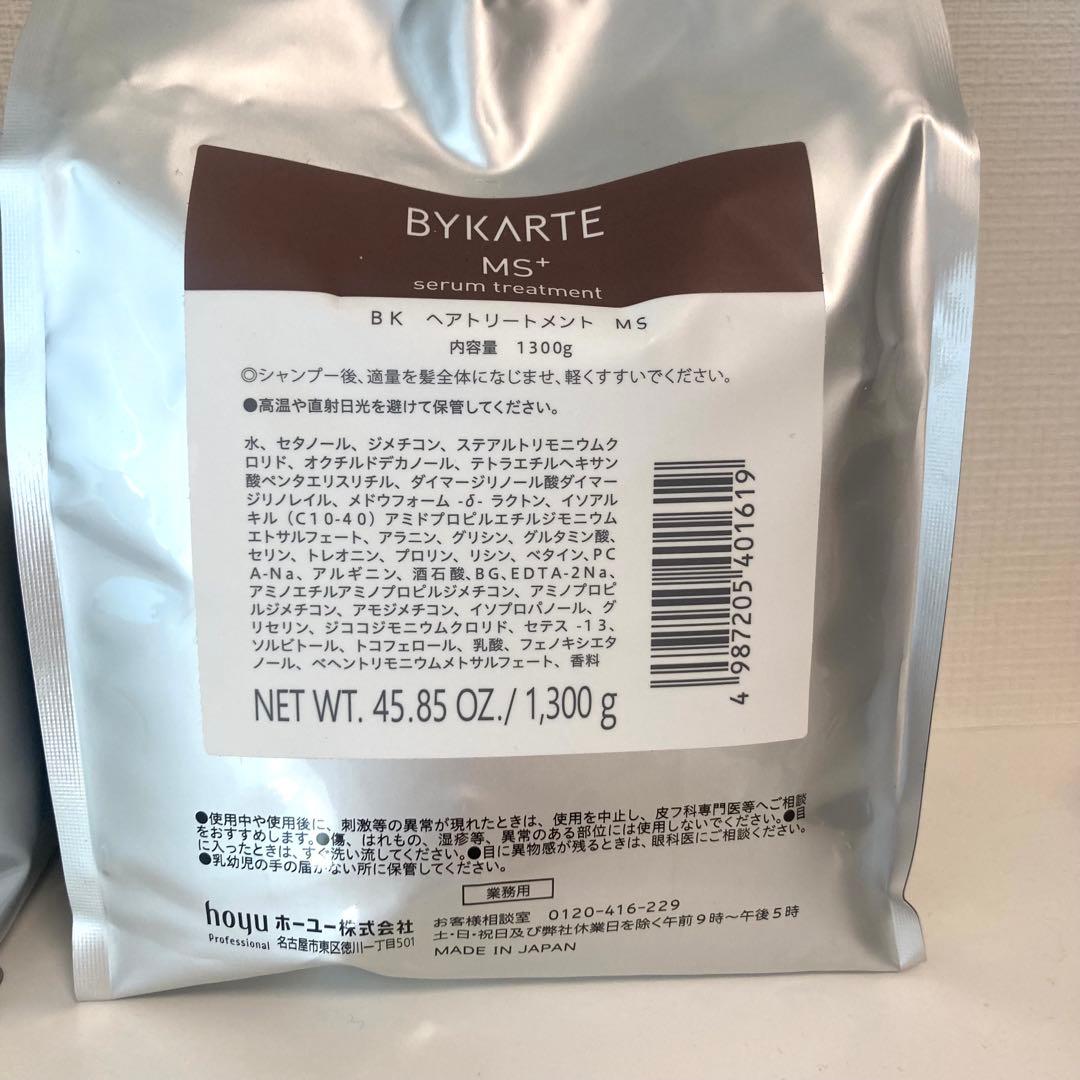 BYKARTE
MS+
serum treatment
BK ヘアトリートメント MS
内容量 1300g
◎シャンプー後、適量を髪全体になじませ、軽くすすいでください。
●高温や直射日光を避けて保管してください。
水、セタノール、ジメチコン、ステアルトリモニウムク
ロリド、オクチルドデカノール、テトラエチルヘキサン
酸ペンタエリスリチル、ダイマージリノール酸ダイマー
ジリノレイル、メドウフォーム-δ-ラクトン、イソアル
キル（C10-40）アミドプロピルエチルジモニウム
エトサルフェート、アラニン、グリシン、グルタミン酸、
セリン、トレオニン、プロリン、リシン、ベタイン、PC
A-Na、アルギニン、酒石酸、BG、EDTA-2Na、
アミノエチルアミノプロピルジメチコン、アミノプロピ
ルジメチコン、アモジメチコン、イソプロパノール、グ
リセリン、ジココジモニウムクロリド、セテス-13、
ソルビトール、トコフェロール、乳酸、フェノキシエタ
ノール、ベヘントリモニウムメトサルフェート、香料
NET WT. 45.85 OZ./ 1,300 g
4 987205 401619
●使用中や使用後に、刺激等の異常が現れたときは、使用を中止し、皮フ科専門医等へご相談
をおすすめします。●傷、はれもの、湿疹等、異常のある部位には使用しないでください。●目
に入ったときは、すぐ洗い流してください。●目に異物感が残るときは、眼科医にご相談ください。
●乳幼児の手の届かない所に保管してください。
業務用
hoyu ホーユー株式会社
Professional 名古屋市東区徳川一丁目501
お客様相談室 0120-416-229
土・日・祝日及び弊社休業日を除く午前9時〜午後5時
MADE IN JAPAN